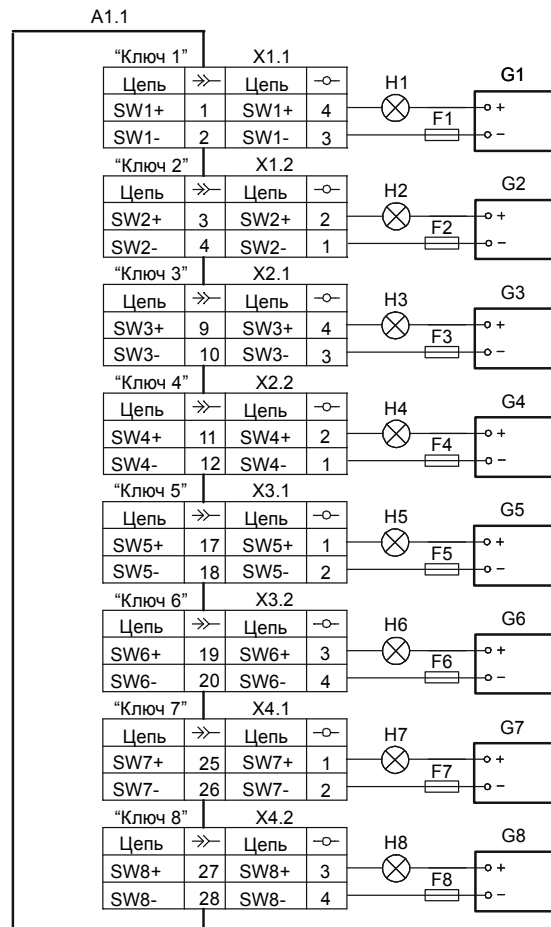 A1.1
“Ключ 1” X1.1
Цепь Цепь H1 G1
SW1+ 1 SW1+ 4 +
SW1- 2 SW1- 3 F1 –
“Ключ 2” X1.2
Цепь Цепь H2 G2
SW2+ 3 SW2+ 2 +
SW2- 4 SW2- 1 F2 –
“Ключ 3” X2.1
Цепь Цепь H3 G3
SW3+ 9 SW3+ 4 +
SW3- 10 SW3- 3 F3 –
“Ключ 4” X2.2
Цепь Цепь H4 G4
SW4+ 11 SW4+ 2 +
SW4- 12 SW4- 1 F4 –
“Ключ 5” X3.1
Цепь Цепь H5 G5
SW5+ 17 SW5+ 1 +
SW5- 18 SW5- 2 F5 –
“Ключ 6” X3.2
Цепь Цепь H6 G6
SW6+ 19 SW6+ 3 +
SW6- 20 SW6- 4 F6 –
“Ключ 7” X4.1
Цепь Цепь H7 G7
SW7+ 25 SW7+ 1 +
SW7- 26 SW7- 2 F7 –
“Ключ 8” X4.2
Цепь Цепь H8 G8
SW8+ 27 SW8+ 3 +
SW8- 28 SW8- 4 F8 –